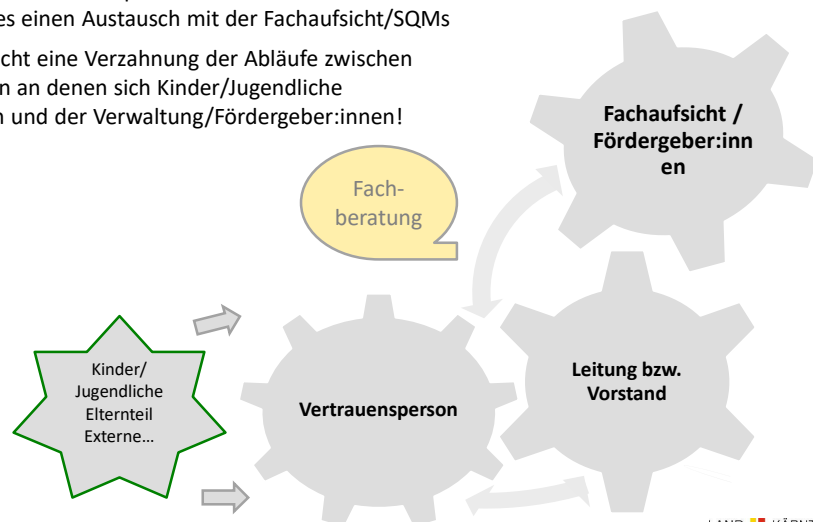 es einen Austausch mit der Fachaufsicht/SQMs
cht eine Verzahnung der Abläufe zwischen
n an denen sich Kinder/Jugendliche
n und der Verwaltung/Fördergeber:innen!
Fachaufsicht /
Fördergeber:inn
en
Fach-
beratung
Kinder/
Jugendliche
Elternteil
Externe...
Vertrauensperson
Leitung bzw.
Vorstand